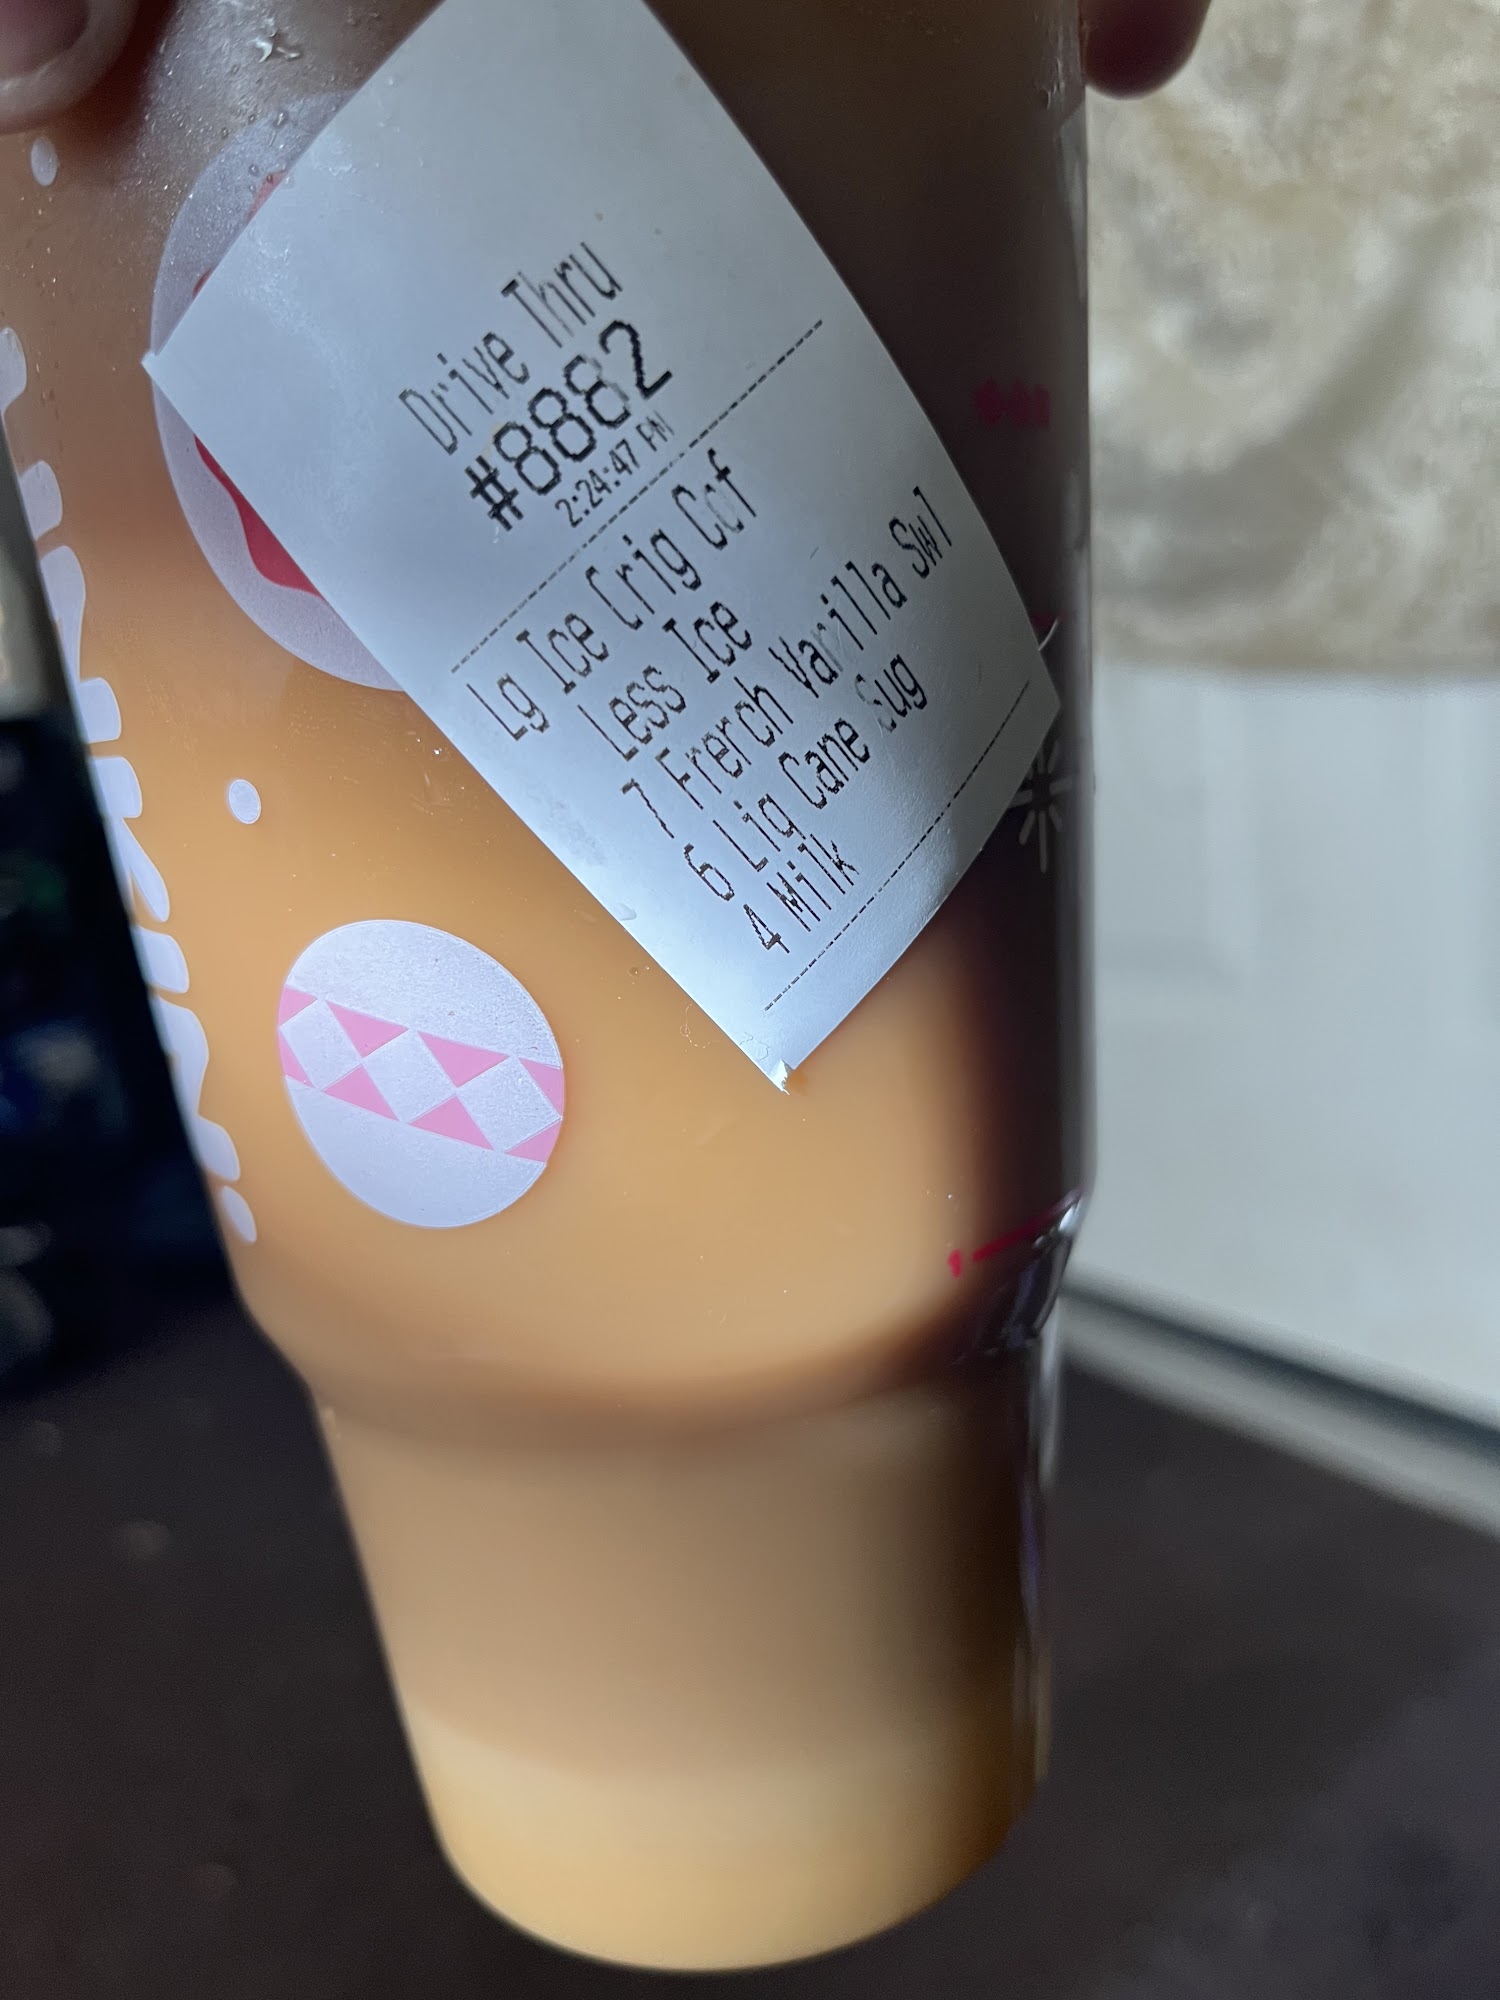 Drive Thru
#8882
2:24:47 PM
Lg Ice Orig Cof
Less Ice
7 French Vanilla Swl
6 Liq Cane Sug
4 Milk
DUNKIN'